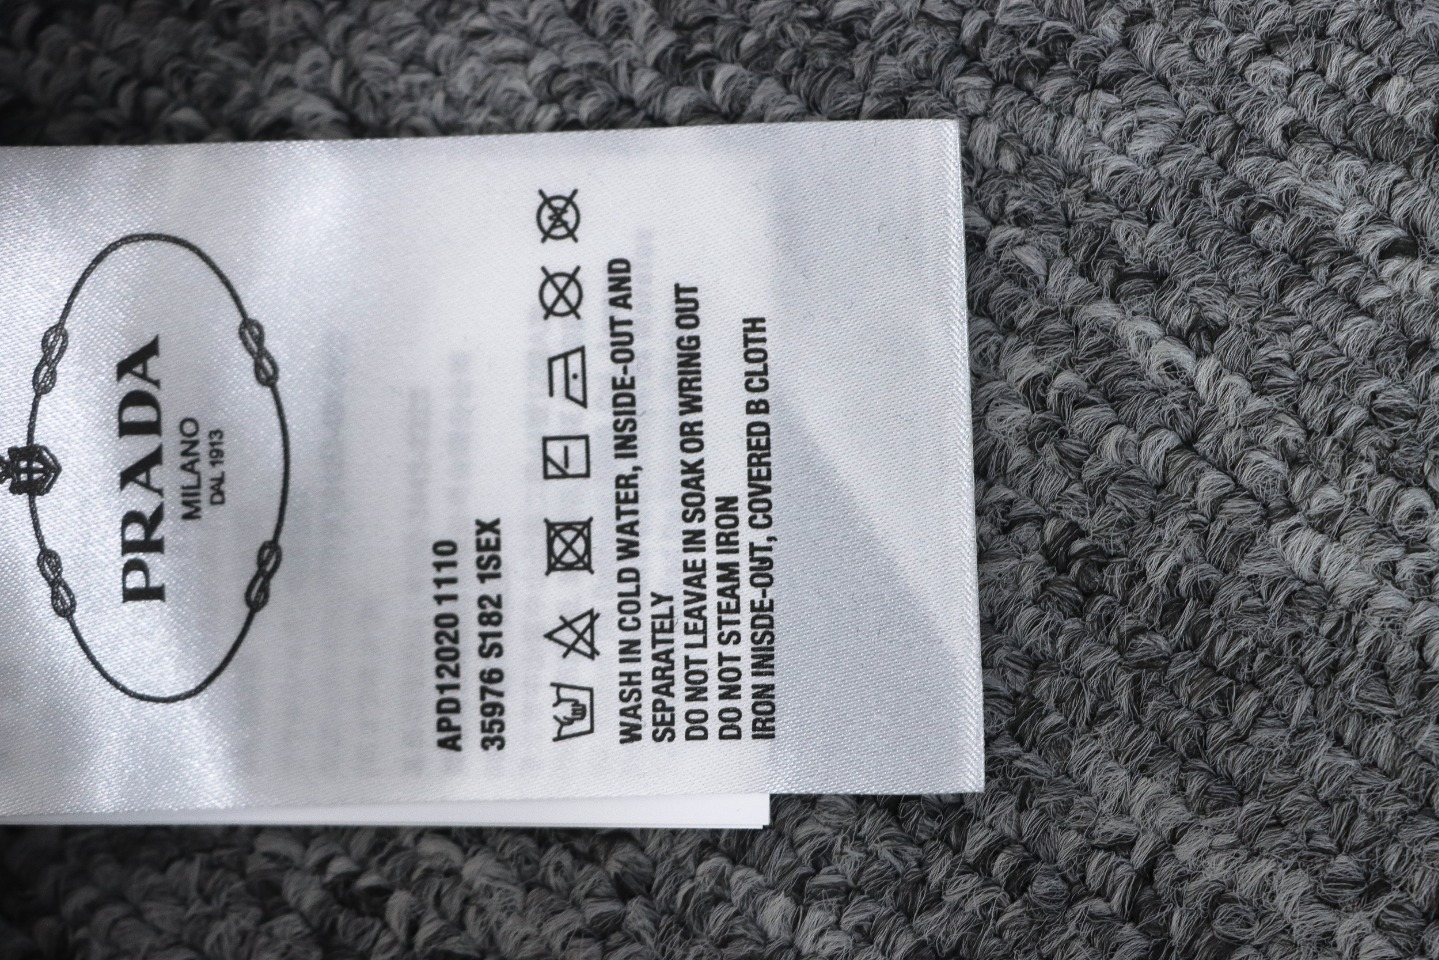 PRADA
MILANO
DAL 1913
APD12020 1110
35976 S182 1SEX
WASH IN COLD WATER, INSIDE-OUT AND
SEPARATELY
DO NOT LEAVAE IN SOAK OR WRING OUT
DO NOT STEAM IRON
IRON INISDE-OUT, COVERED B CLOTH